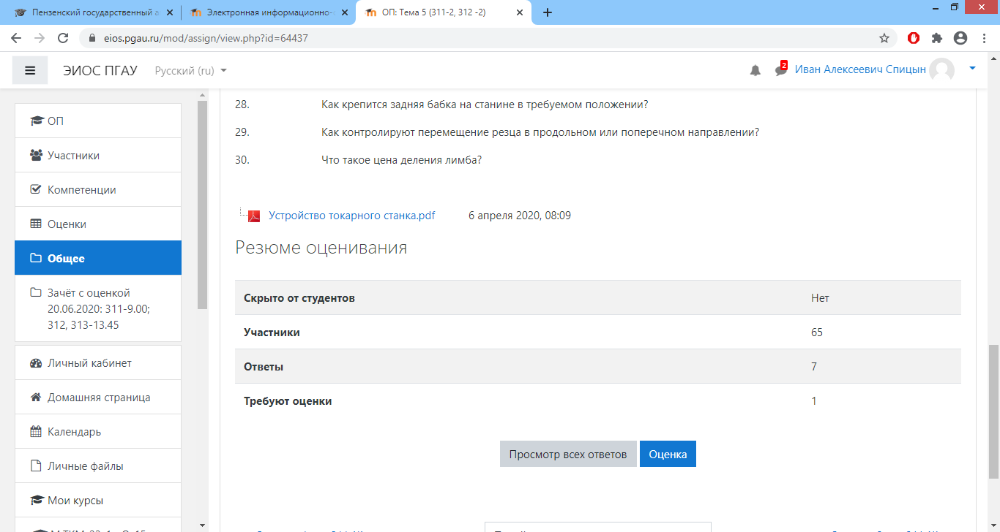 Пензенский государственный а
Электронная информационно-
ОП: Тема 5 (311-2, 312 -2)
eios.pgau.ru/mod/assign/view.php?id=64437
ЭИОС ПГАУ
Русский (ru)
2
Иван Алексеевич Спицын
ОП
Участники
Компетенции
Оценки
Общее
Зачёт с оценкой
20.06.2020: 311-9.00;
312, 313-13.45
Личный кабинет
Домашняя страница
Календарь
Личные файлы
Мои курсы
28. Как крепится задняя бабка на станине в требуемом положении?
29. Как контролируют перемещение резца в продольном или поперечном направлении?
30. Что такое цена деления лимба?
Устройство токарного станка.pdf 6 апреля 2020, 08:09
Резюме оценивания
Скрыто от студентов Нет
Участники 65
Ответы 7
Требуют оценки 1
Просмотр всех ответов Оценка